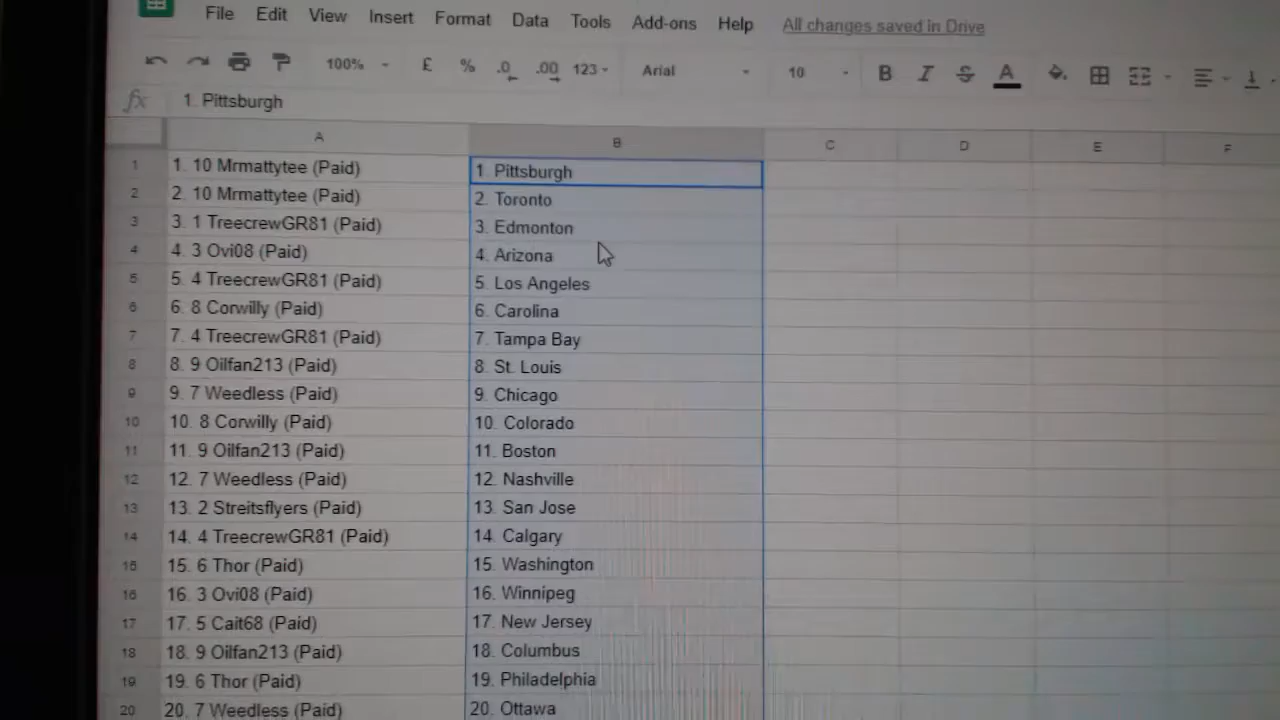 File Edit View Insert Format Data Tools Add-ons Help All changes saved in Drive
100% £ % .0 .00 123 Arial 10 B I S A
fx 1. Pittsburgh
A B C D E F
1 1. 10 Mrmattytee (Paid) 1. Pittsburgh
2 2. 10 Mrmattytee (Paid) 2. Toronto
3 3. 1 TreecrewGR81 (Paid) 3. Edmonton
4 4. 3 Ovi08 (Paid) 4. Arizona
5 5. 4 TreecrewGR81 (Paid) 5. Los Angeles
6 6. 8 Corwilly (Paid) 6. Carolina
7 7. 4 TreecrewGR81 (Paid) 7. Tampa Bay
8 8. 9 Oilfan213 (Paid) 8. St. Louis
9 9. 7 Weedless (Paid) 9. Chicago
10 10. 8 Corwilly (Paid) 10. Colorado
11 11. 9 Oilfan213 (Paid) 11. Boston
12 12. 7 Weedless (Paid) 12. Nashville
13 13. 2 Streitsflyers (Paid) 13. San Jose
14 14. 4 TreecrewGR81 (Paid) 14. Calgary
15 15. 6 Thor (Paid) 15. Washington
16 16. 3 Ovi08 (Paid) 16. Winnipeg
17 17. 5 Cait68 (Paid) 17. New Jersey
18 18. 9 Oilfan213 (Paid) 18. Columbus
19 19. 6 Thor (Paid) 19. Philadelphia
20 20. 7 Weedless (Paid) 20. Ottawa